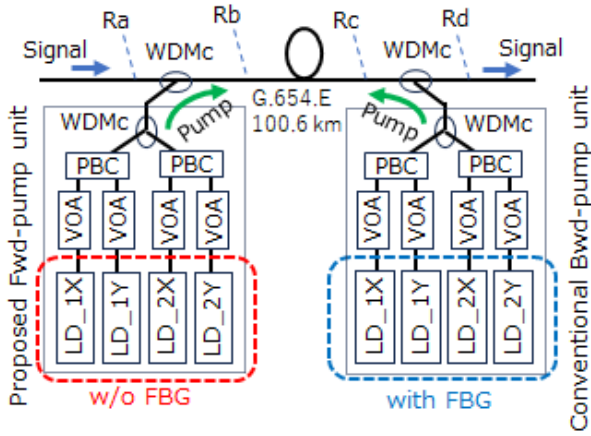 Ra
Rb
Rc
Rd
Signal
WDMc
WDMc
Signal
Pump
G.654.E
100.6 km
Pump
WDMc
WDMc
PBC
PBC
PBC
PBC
VOA
VOA
VOA
VOA
VOA
VOA
VOA
VOA
LD_1X
LD_1Y
LD_2X
LD_2Y
LD_1X
LD_1Y
LD_2X
LD_2Y
w/o FBG
with FBG
Proposed Fwd-pump unit
Conventional Bwd-pump unit